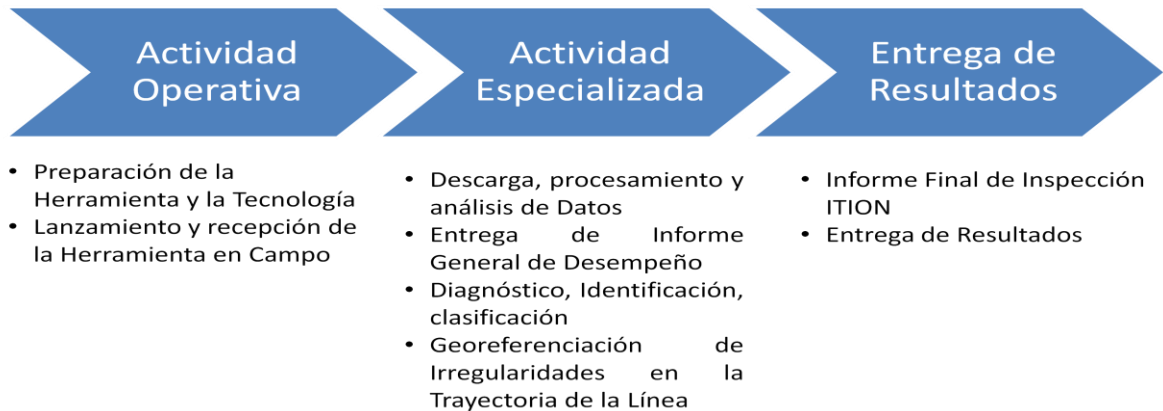 Actividad
Operativa
Actividad
Especializada
Entrega de
Resultados
• Preparación de la
Herramienta y la Tecnología
• Lanzamiento y recepción de
la Herramienta en Campo
• Descarga, procesamiento y
análisis de Datos
• Entrega de Informe
General de Desempeño
• Diagnóstico, Identificación,
clasificación
• Georeferenciación de
Irregularidades en la
Trayectoria de la Línea
• Informe Final de Inspección
ITION
• Entrega de Resultados